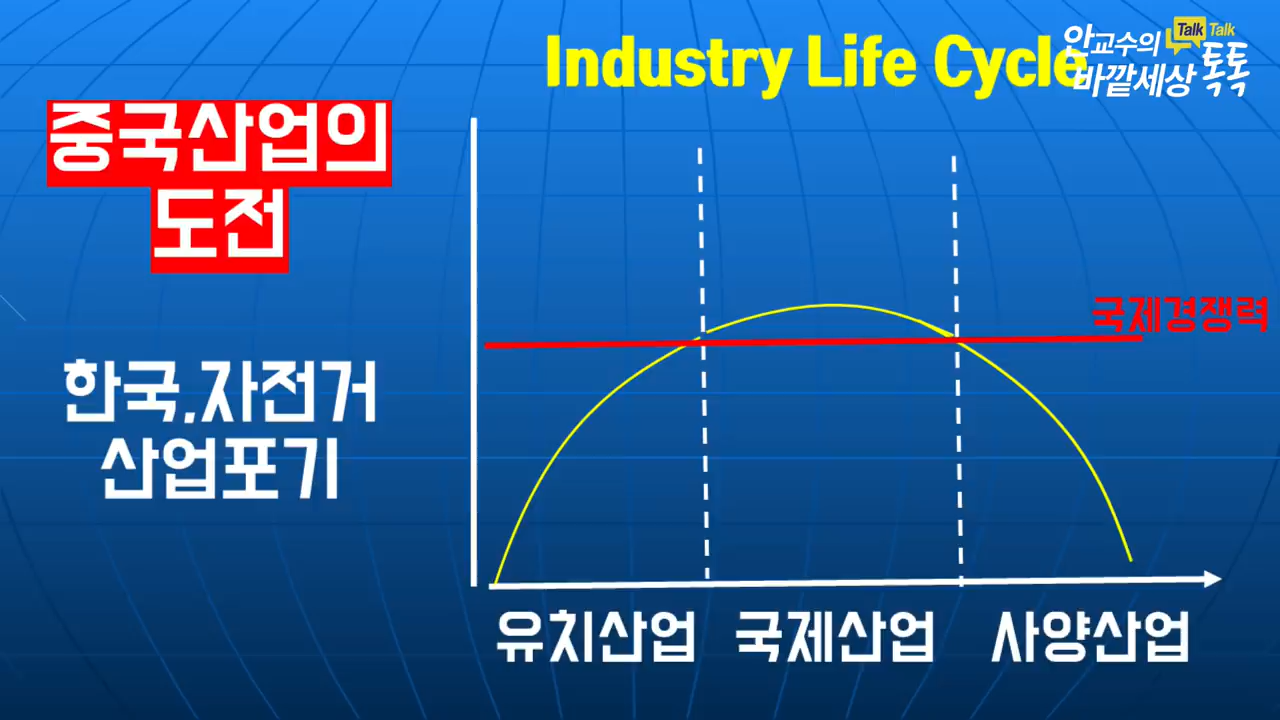 Industry Life Cycle
Talk Talk
안교수의
바깥세상 톡톡
중국산업의
도전
국제경쟁력
한국,자전거
산업포기
유치산업 국제산업 사양산업